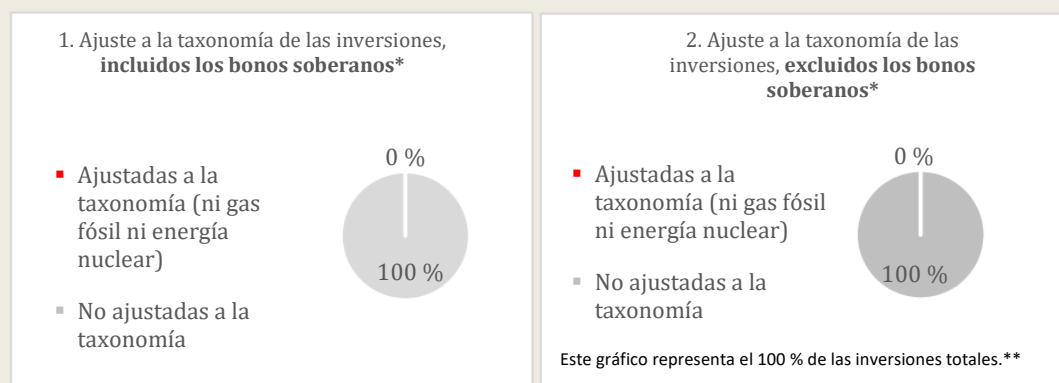 1. Ajuste a la taxonomía de las inversiones,
incluidos los bonos soberanos*
0 %
Ajustadas a la
taxonomía (ni gas
fósil ni energía
nuclear)
100 %
No ajustadas a la
taxonomía
2. Ajuste a la taxonomía de las
inversiones, excluidos los bonos
soberanos*
0 %
Ajustadas a la
taxonomía (ni gas fósil
ni energía nuclear)
100 %
No ajustadas a la
taxonomía
Este gráfico representa el 100 % de las inversiones totales.**